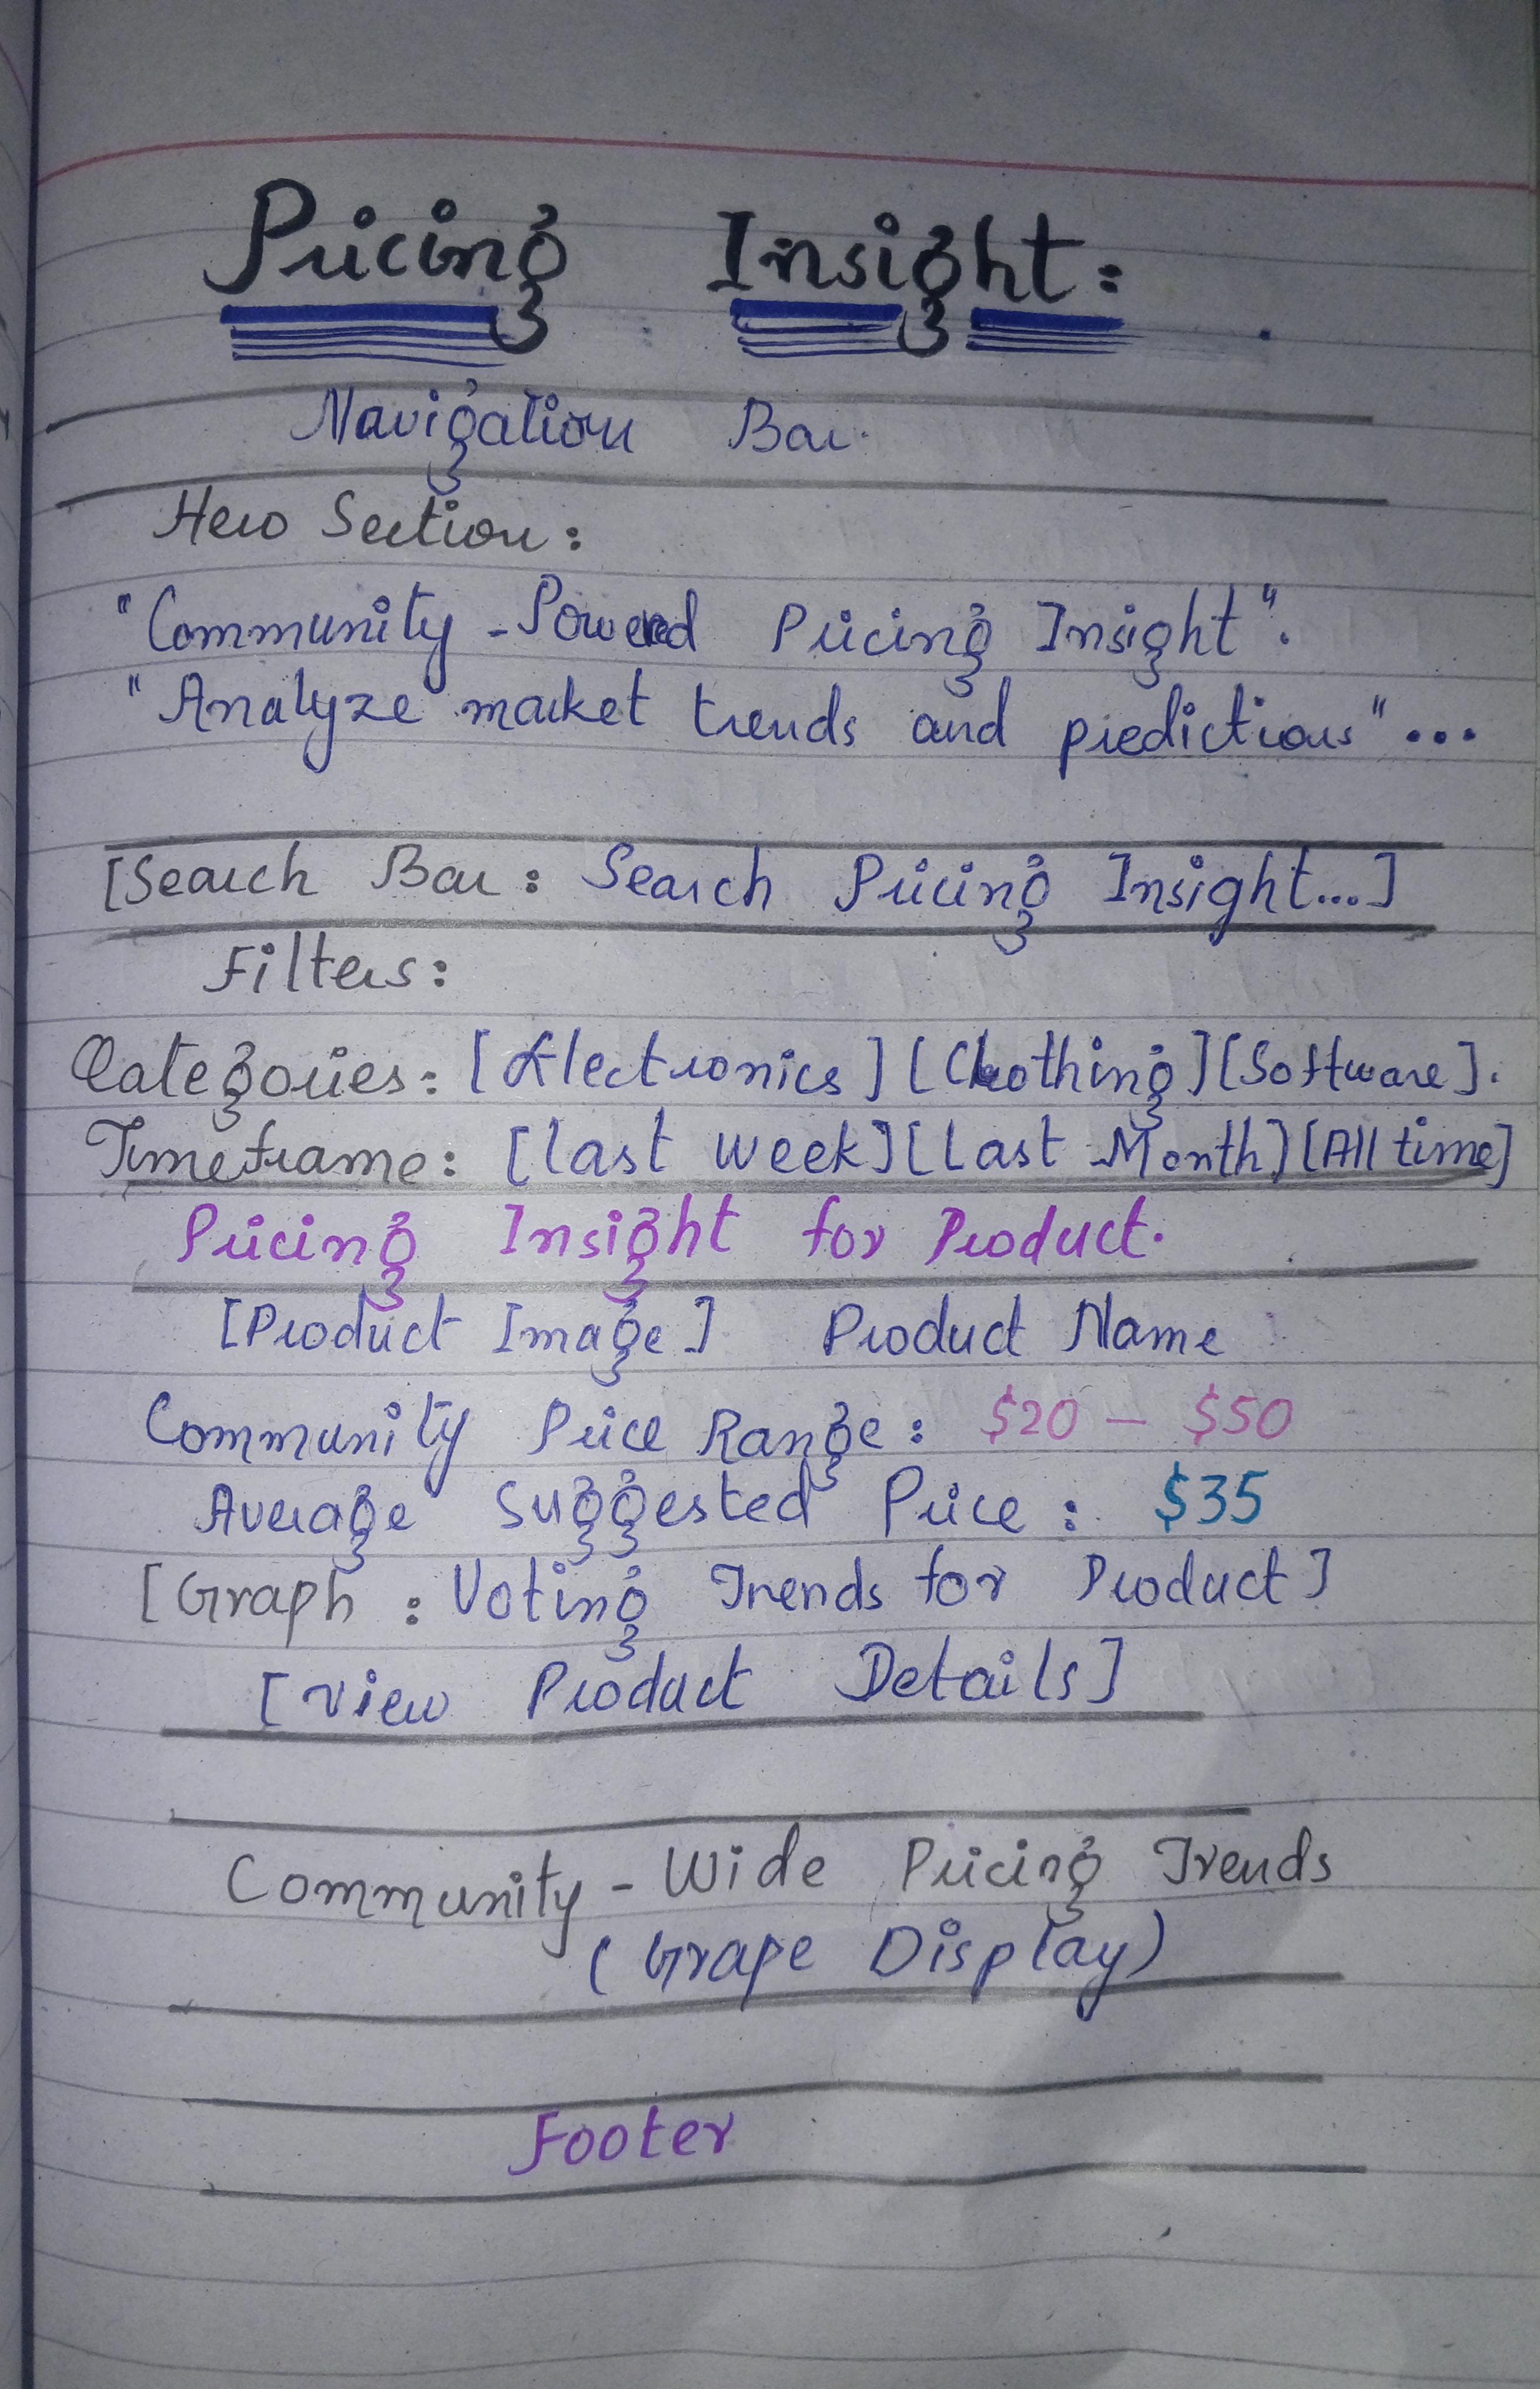 Pricing Insight:
Navigation Bar.
Hero Section:
"Community-Powered Pricing Insight".
"Analyze market trends and predictions"...
[Search Bar: Search Pricing Insight...]
Filters:
Categories: [Electronics] [Clothing] [Software].
Timeframe: [last week] [Last Month] [All time]
Pricing Insight for Product.
[Product Image] Product Name
Community Price Range: $20 - $50
Average Suggested Price: $35
[Graph: Voting Trends for Product]
[View Product Details]
Community-Wide Pricing Trends
(Grape Display)
Footer